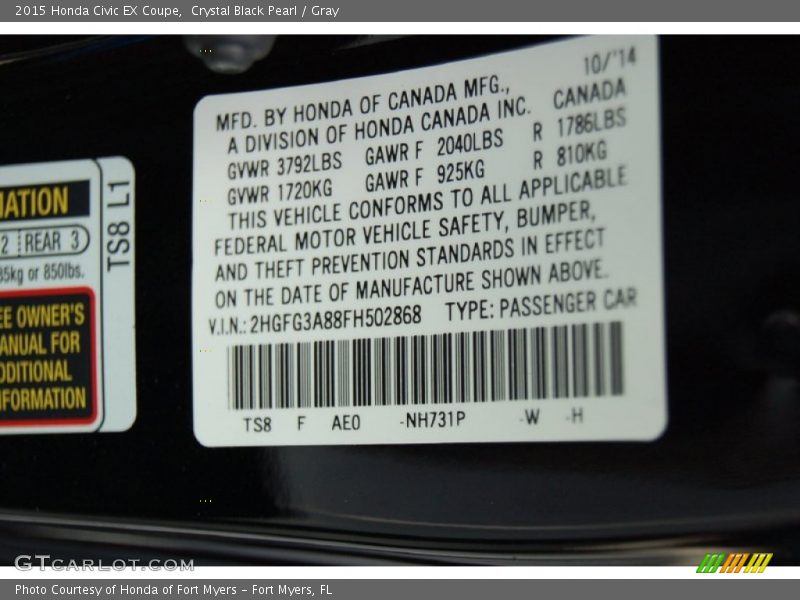 2015 Honda Civic EX Coupe,  Crystal Black Pearl / Gray
MFD. BY HONDA OF CANADA MFG., 10/'14
A DIVISION OF HONDA CANADA INC. CANADA
GVWR 3792LBS GAWR F 2040LBS R 1786LBS
GVWR 1720KG GAWR F 925KG R 810KG
THIS VEHICLE CONFORMS TO ALL APPLICABLE
FEDERAL MOTOR VEHICLE SAFETY, BUMPER,
AND THEFT PREVENTION STANDARDS IN EFFECT
ON THE DATE OF MANUFACTURE SHOWN ABOVE.
V.I.N.: 2HGFG3A88FH502868 TYPE: PASSENGER CAR
TS8 F AE0 -NH731P -W -H
MATION
2 REAR 3
85kg or 850lbs.
EE OWNER'S
ANUAL FOR
DDITIONAL
NFORMATION
TS8 L1
GTCARLOT.COM
Photo Courtesy of Honda of Fort Myers – Fort Myers, FL